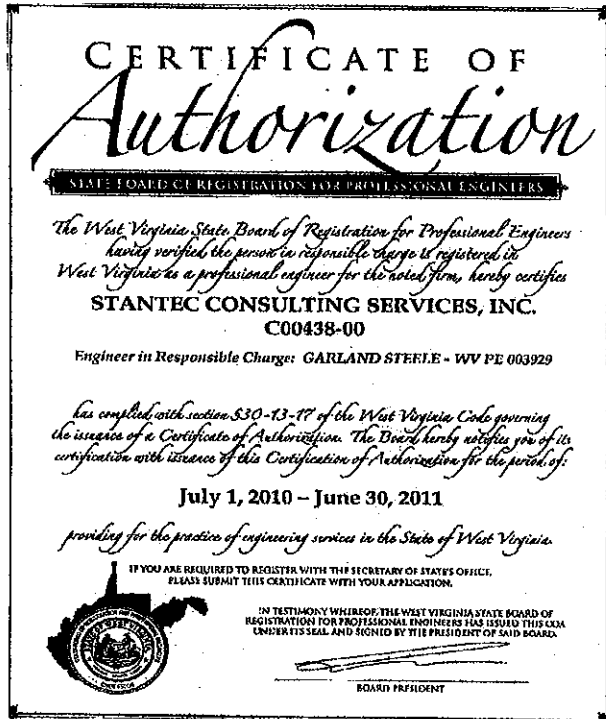 CERTIFICATE OF
Authorization
STATE BOARD OF REGISTRATION FOR PROFESSIONAL ENGINEERS
The West Virginia State Board of Registration for Professional Engineers
having verified the person in responsible charge is registered in
West Virginia as a professional engineer for the noted firm, hereby certifies
STANTEC CONSULTING SERVICES, INC.
C00438-00
Engineer in Responsible Charge: GARLAND STEELE - WV PE 003929
has complied with section §30-13-17 of the West Virginia Code governing
the issuance of a Certificate of Authorization. The Board hereby notifies you of its
certification with issuance of this Certification of Authorization for the period of:
July 1, 2010 – June 30, 2011
providing for the practice of engineering services in the State of West Virginia.
IF YOU ARE REQUIRED TO REGISTER WITH THE SECRETARY OF STATE'S OFFICE,
PLEASE SUBMIT THIS CERTIFICATE WITH YOUR APPLICATION.
IN TESTIMONY WHEREOF, THE WEST VIRGINIA STATE BOARD OF
REGISTRATION FOR PROFESSIONAL ENGINEERS HAS ISSUED THIS COA
UNDER ITS SEAL AND SIGNED BY THE PRESIDENT OF SAID BOARD.
BOARD PRESIDENT